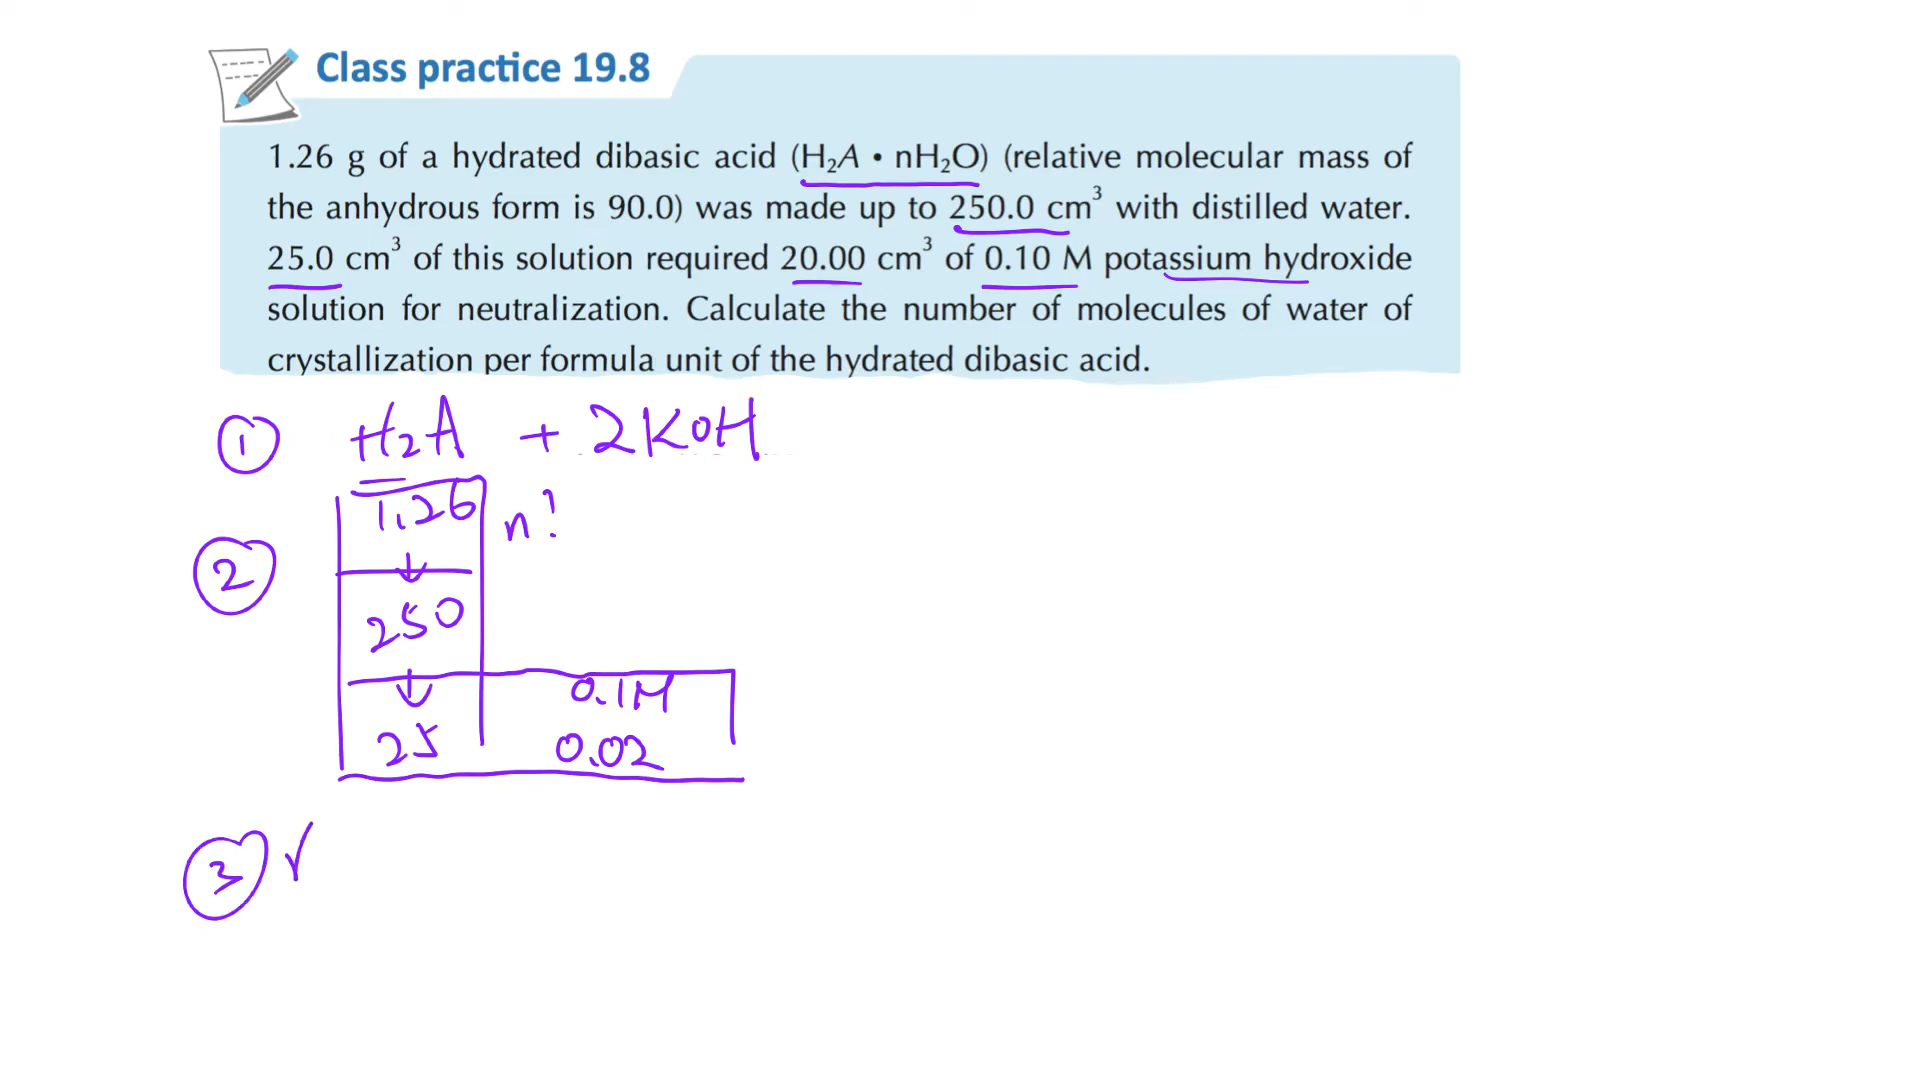 Class practice 19.8
1.26 g of a hydrated dibasic acid (H₂A • nH₂O) (relative molecular mass of
the anhydrous form is 90.0) was made up to 250.0 cm³ with distilled water.
25.0 cm³ of this solution required 20.00 cm³ of 0.10 M potassium hydroxide
solution for neutralization. Calculate the number of molecules of water of
crystallization per formula unit of the hydrated dibasic acid.
① H₂A + 2KOH
1.26 n?
②
250
0.1M
25 0.02
③ √